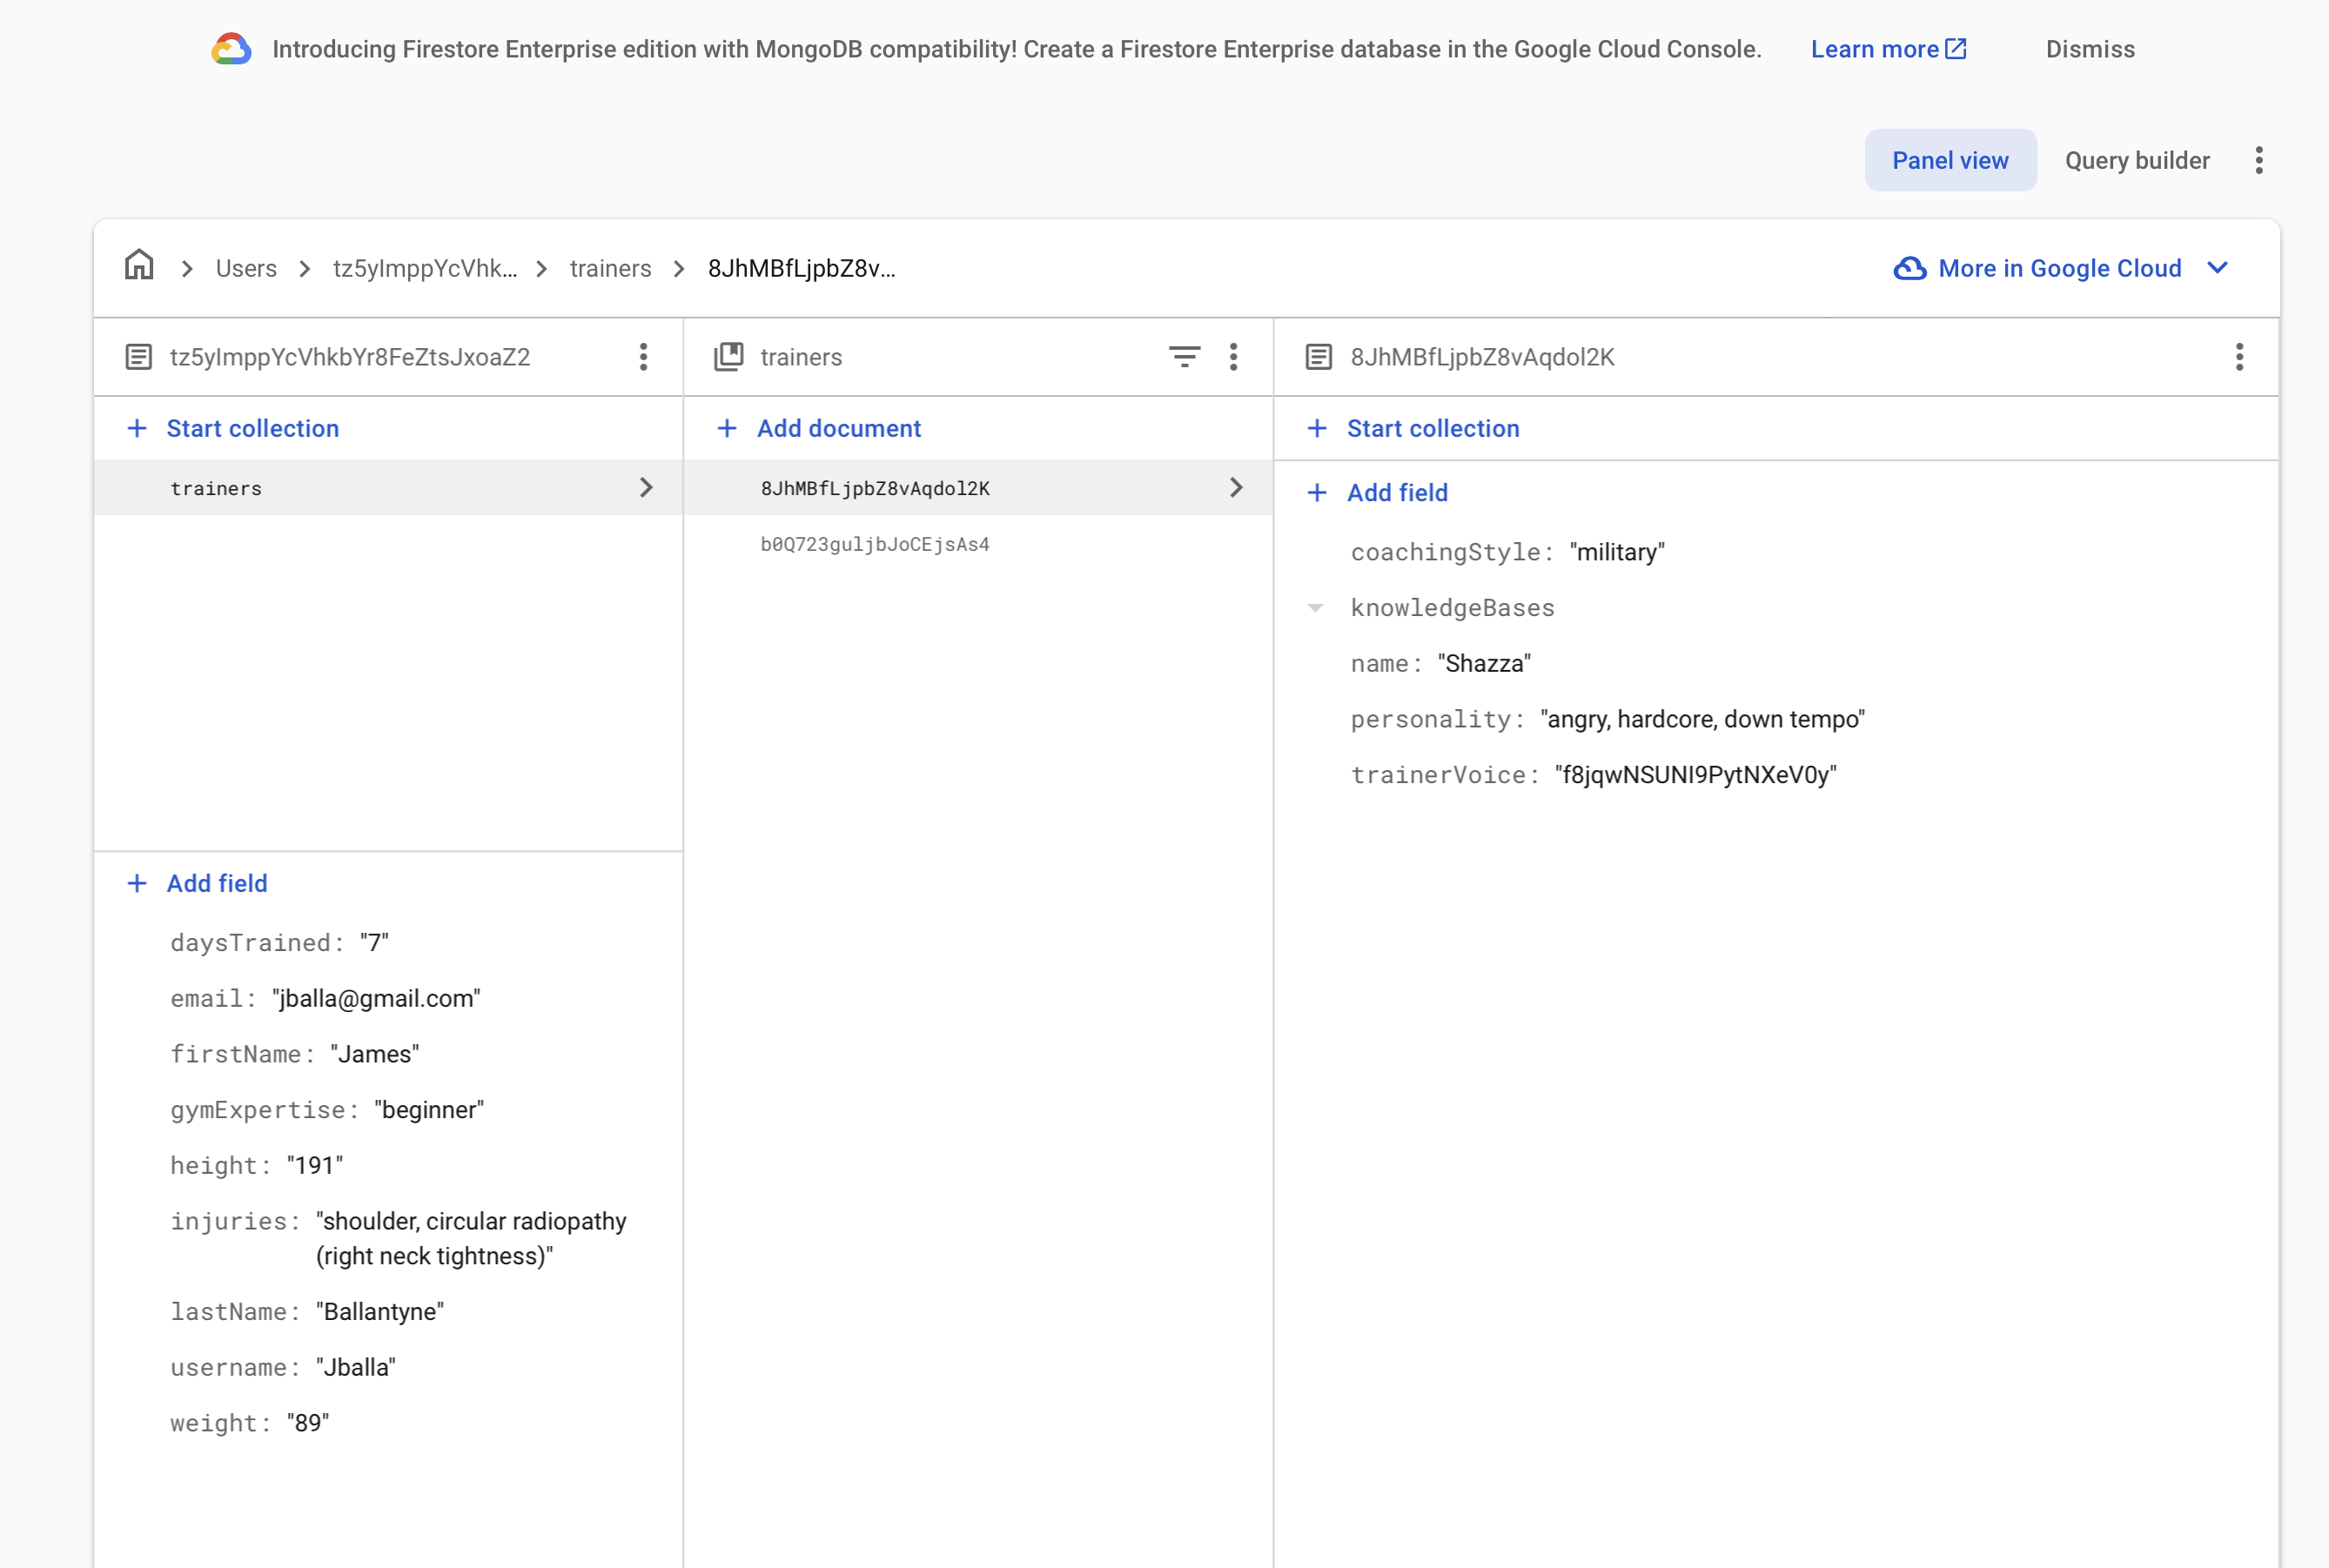 Introducing Firestore Enterprise edition with MongoDB compatibility! Create a Firestore Enterprise database in the Google Cloud Console. Learn more Dismiss
Panel view Query builder
Users tz5yImppYcVhk... trainers 8JhMBfLjpbZ8v... More in Google Cloud
tz5yImppYcVhkbYr8FeZtsJxoaZ2
Start collection
trainers
Add field
daysTrained: "7"
email: "jballa@gmail.com"
firstName: "James"
gymExpertise: "beginner"
height: "191"
injuries: "shoulder, circular radiopathy
(right neck tightness)"
lastName: "Ballantyne"
username: "Jballa"
weight: "89"
trainers
Add document
8JhMBfLjpbZ8vAqdol2K
b0Q723guljbJoCEjsAs4
8JhMBfLjpbZ8vAqdol2K
Start collection
Add field
coachingStyle: "military"
knowledgeBases
name: "Shazza"
personality: "angry, hardcore, down tempo"
trainerVoice: "f8jqwNSUNI9PytNXeV0y"